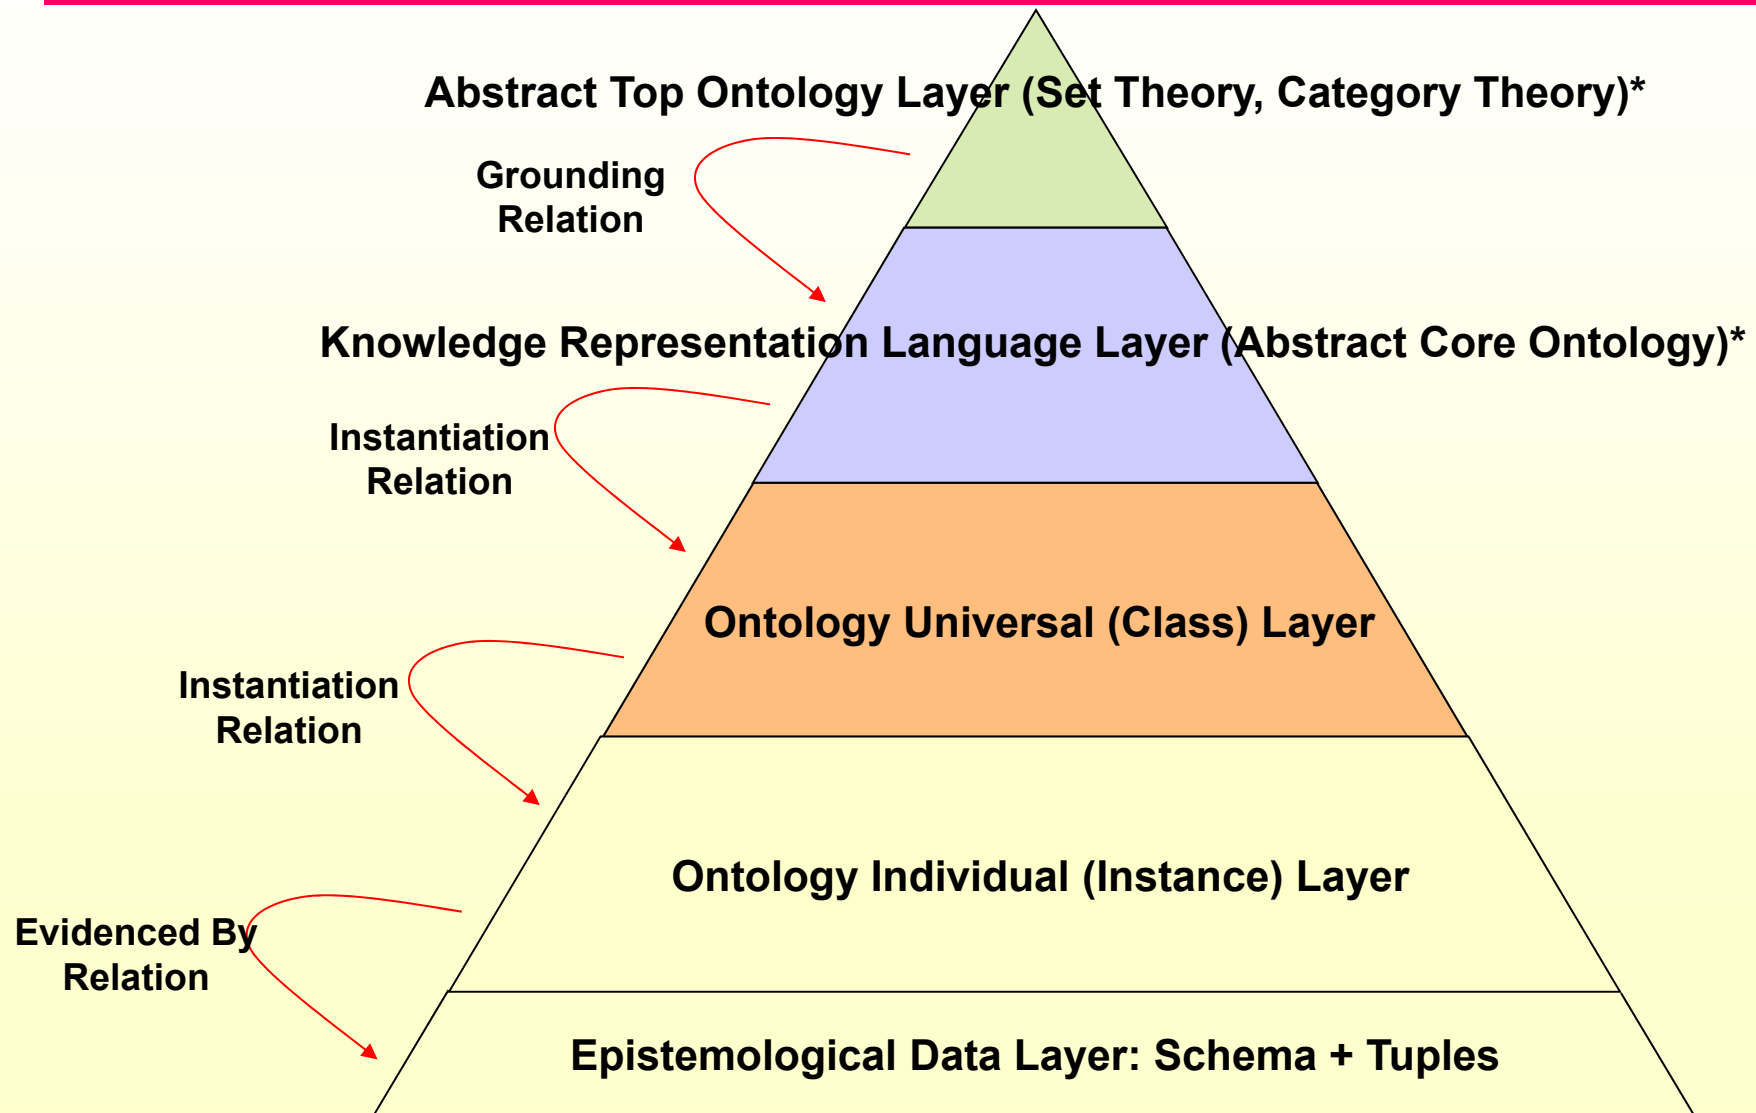 Abstract Top Ontology Layer (Set Theory, Category Theory)*
Grounding
Relation
Knowledge Representation Language Layer (Abstract Core Ontology)*
Instantiation
Relation
Ontology Universal (Class) Layer
Instantiation
Relation
Ontology Individual (Instance) Layer
Evidenced By
Relation
Epistemological Data Layer: Schema + Tuples